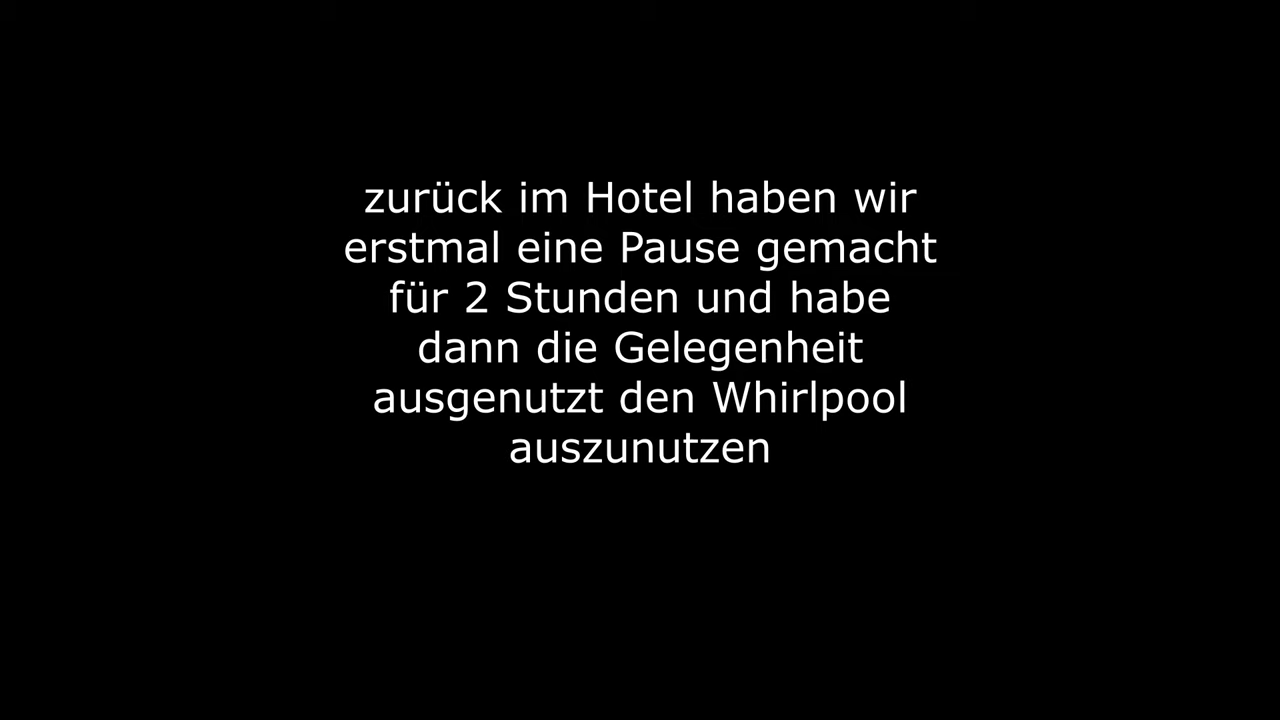 zurück im Hotel haben wir
erstmal eine Pause gemacht
für 2 Stunden und habe
dann die Gelegenheit
ausgenutzt den Whirlpool
auszunutzen